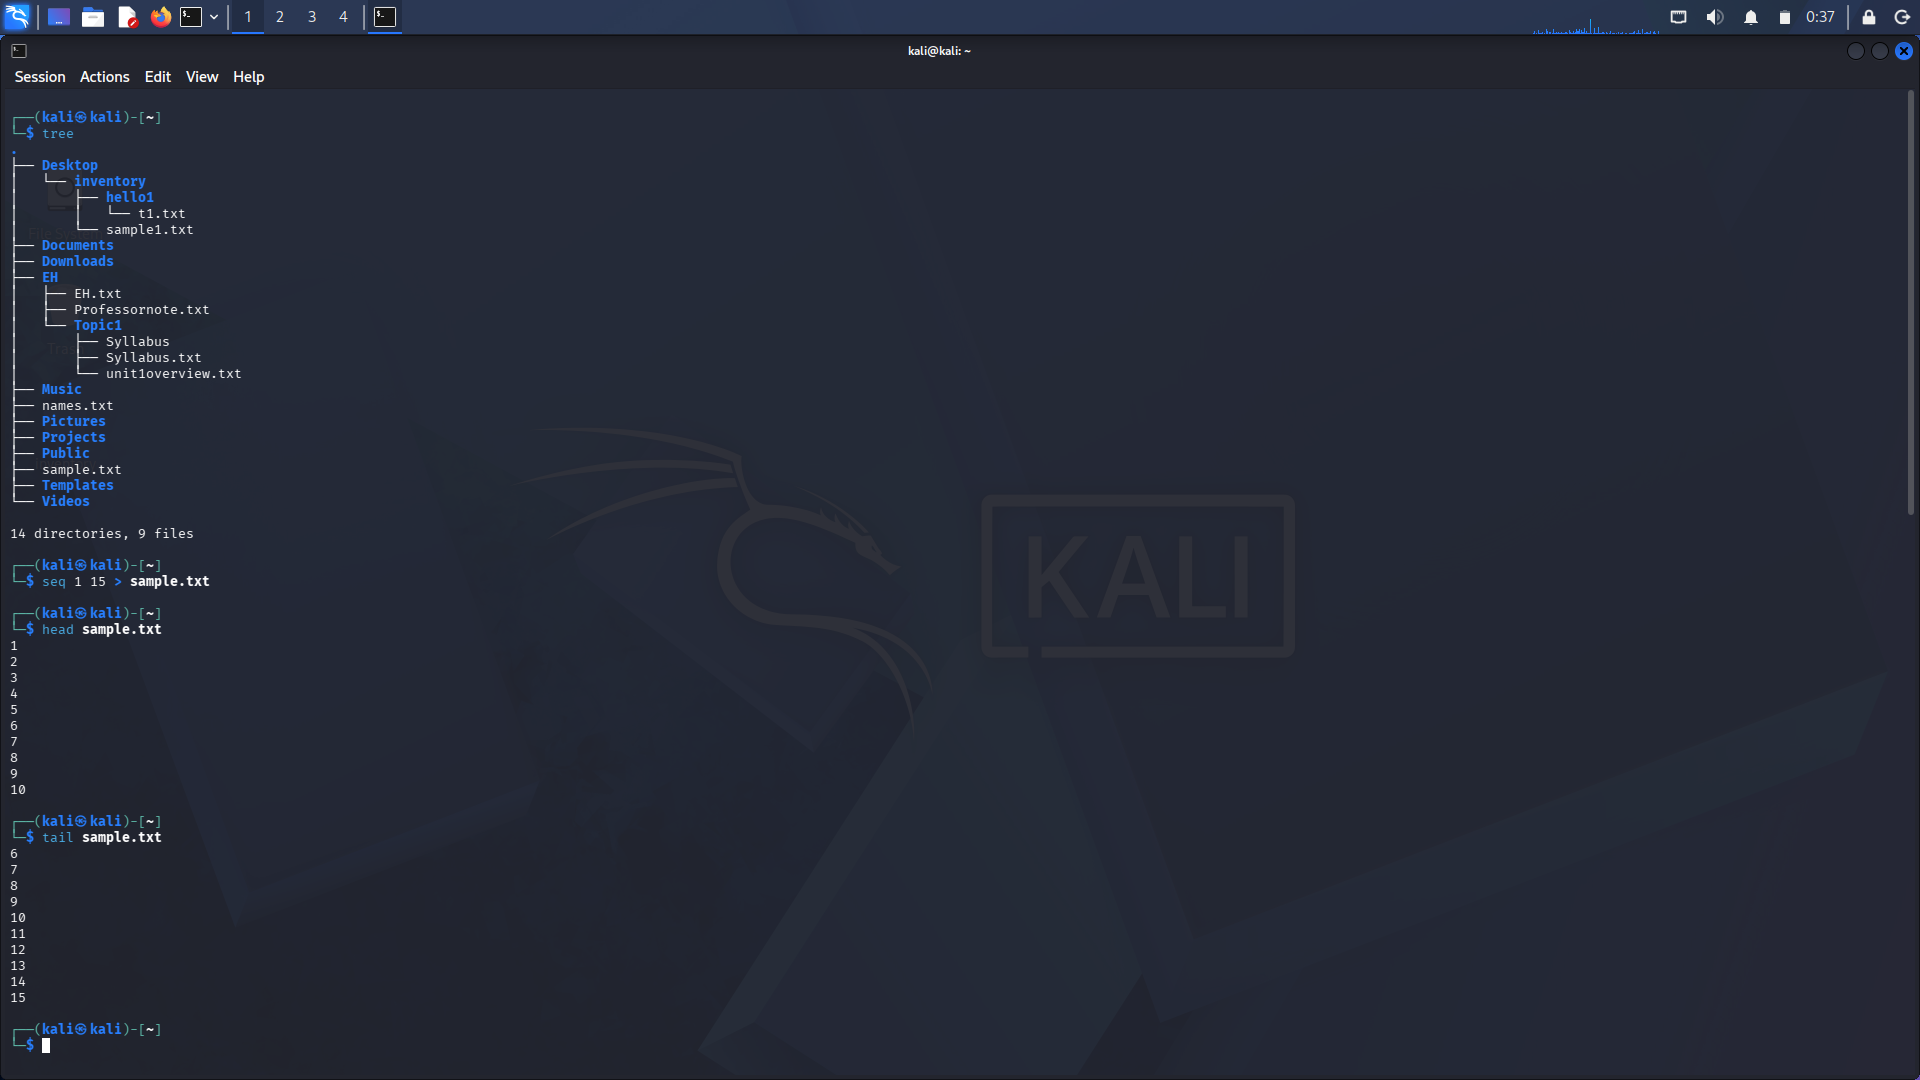 1 2 3 4 0:37
kali@kali: ~
Session Actions Edit View Help
┌──(kali㉿kali)-[~]
└─$ tree
.
├── Desktop
│   └── inventory
│       ├── hello1
│       │   └── t1.txt
│       └── sample1.txt
├── Documents
├── Downloads
├── EH
│   ├── EH.txt
│   ├── Professornote.txt
│   └── Topic1
│       ├── Syllabus
│       ├── Syllabus.txt
│       └── unit1overview.txt
├── Music
├── names.txt
├── Pictures
├── Projects
├── Public
├── sample.txt
├── Templates
└── Videos
14 directories, 9 files
┌──(kali㉿kali)-[~]
└─$ seq 1 15 > sample.txt
┌──(kali㉿kali)-[~]
└─$ head sample.txt
1
2
3
4
5
6
7
8
9
10
┌──(kali㉿kali)-[~]
└─$ tail sample.txt
6
7
8
9
10
11
12
13
14
15
┌──(kali㉿kali)-[~]
└─$
KALI